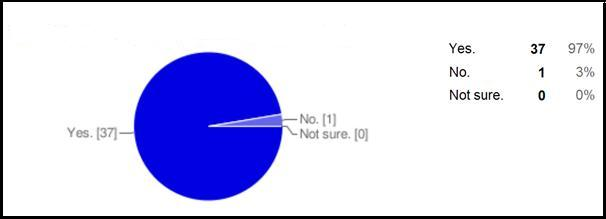 Yes. 37 97%
No. 1 3%
Not sure. 0 0%
Yes. [37]
No. [1]
Not sure. [0]